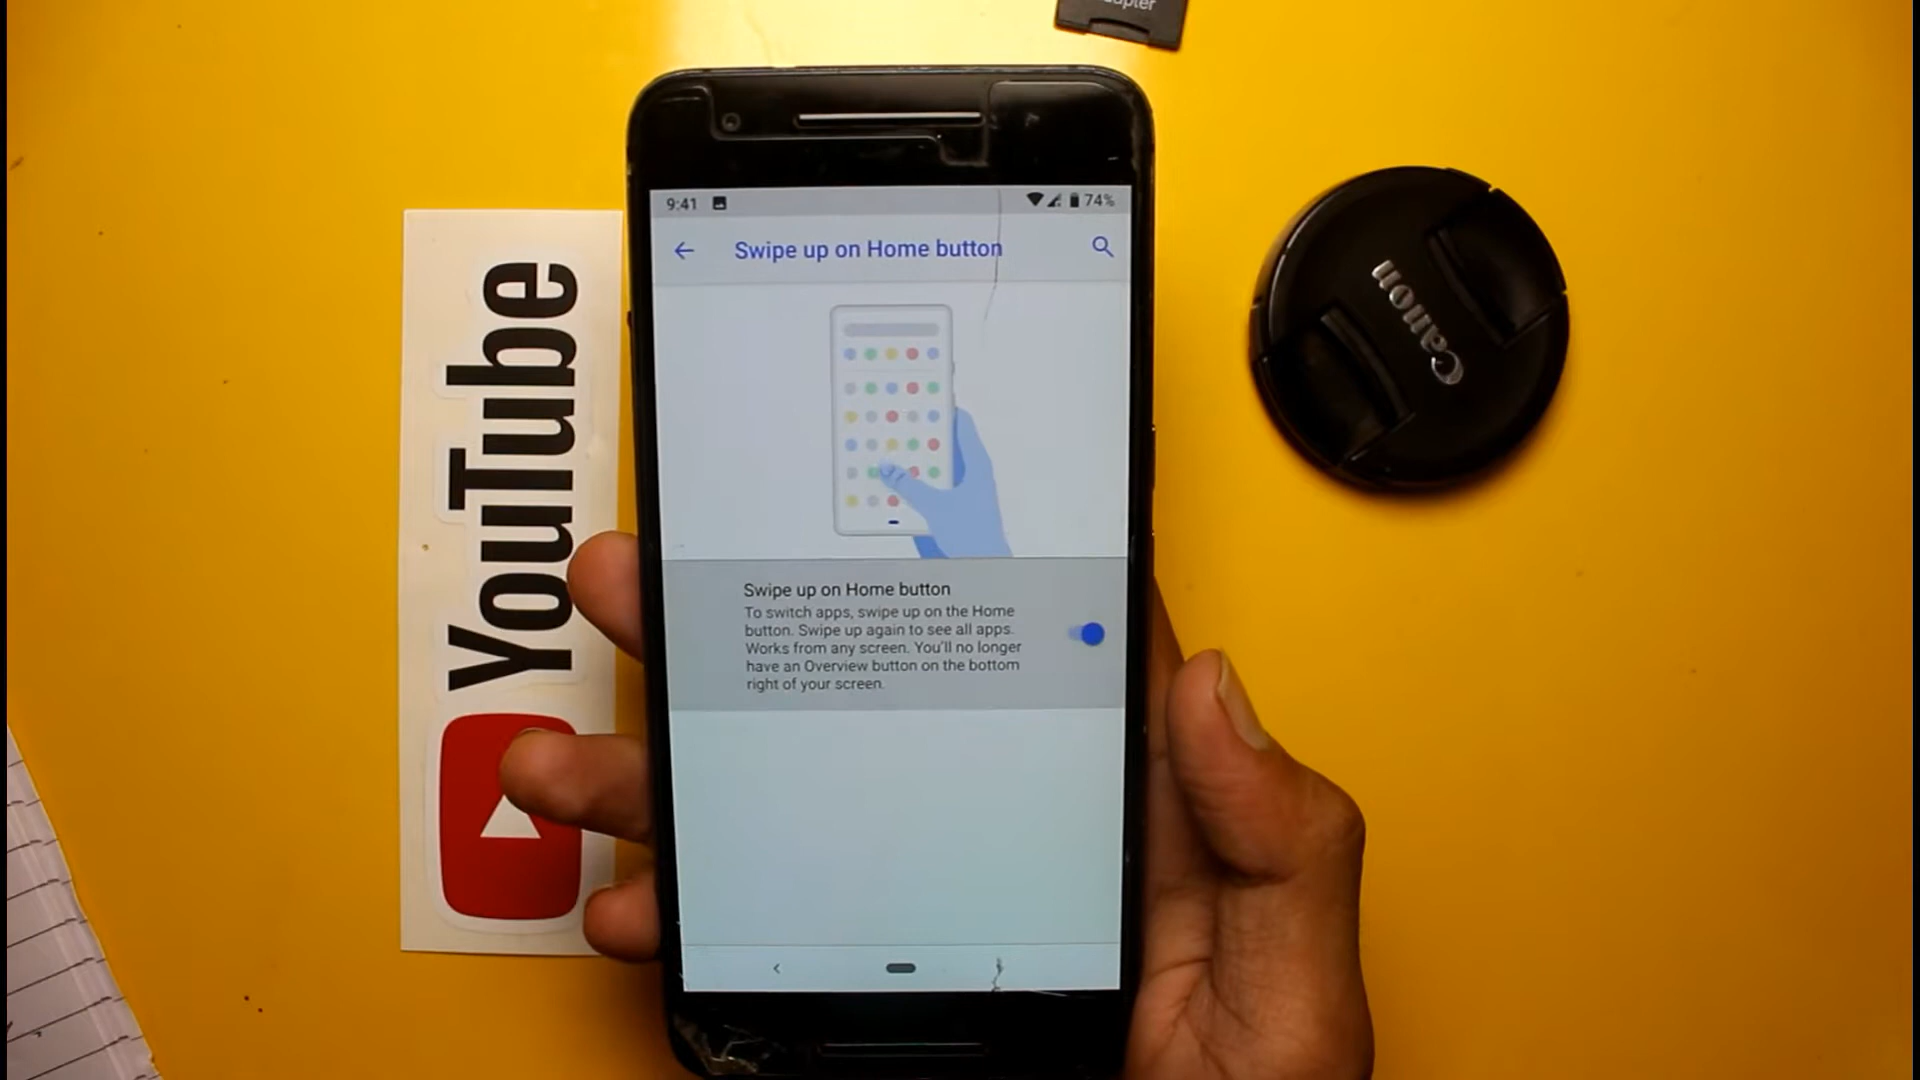 adapter
YouTube
9:41
74%
Swipe up on Home button
Swipe up on Home button
To switch apps, swipe up on the Home
button. Swipe up again to see all apps.
Works from any screen. You'll no longer
have an Overview button on the bottom
right of your screen.
Canon